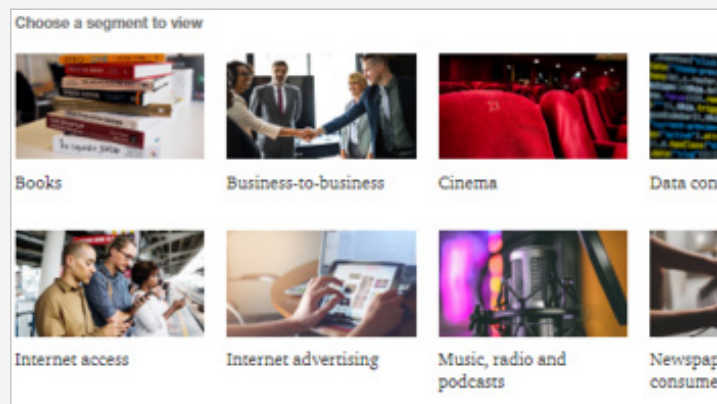 Choose a segment to view
Books
Business-to-business
Cinema
Data con
Internet access
Internet advertising
Music, radio and
podcasts
Newspap
consume